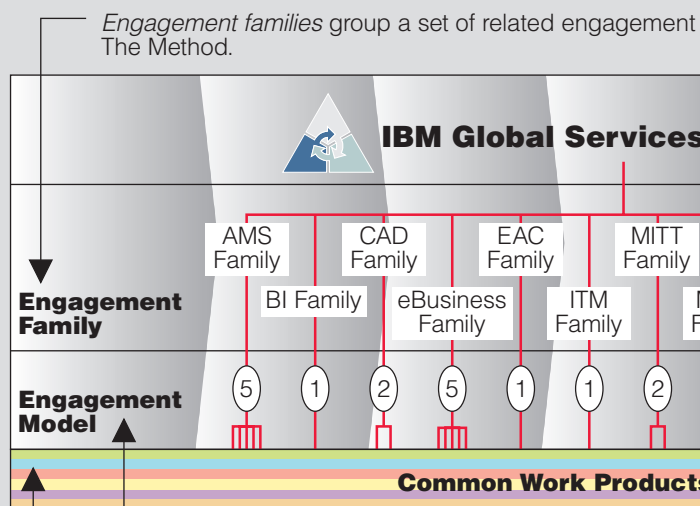 Engagement families group a set of related engagement
The Method.
IBM Global Services
AMS
Family
CAD
Family
EAC
Family
MITT
Family
BI Family
eBusiness
Family
ITM
Family
Engagement
Family
5
1
2
5
1
1
2
Engagement
Model
Common Work Products